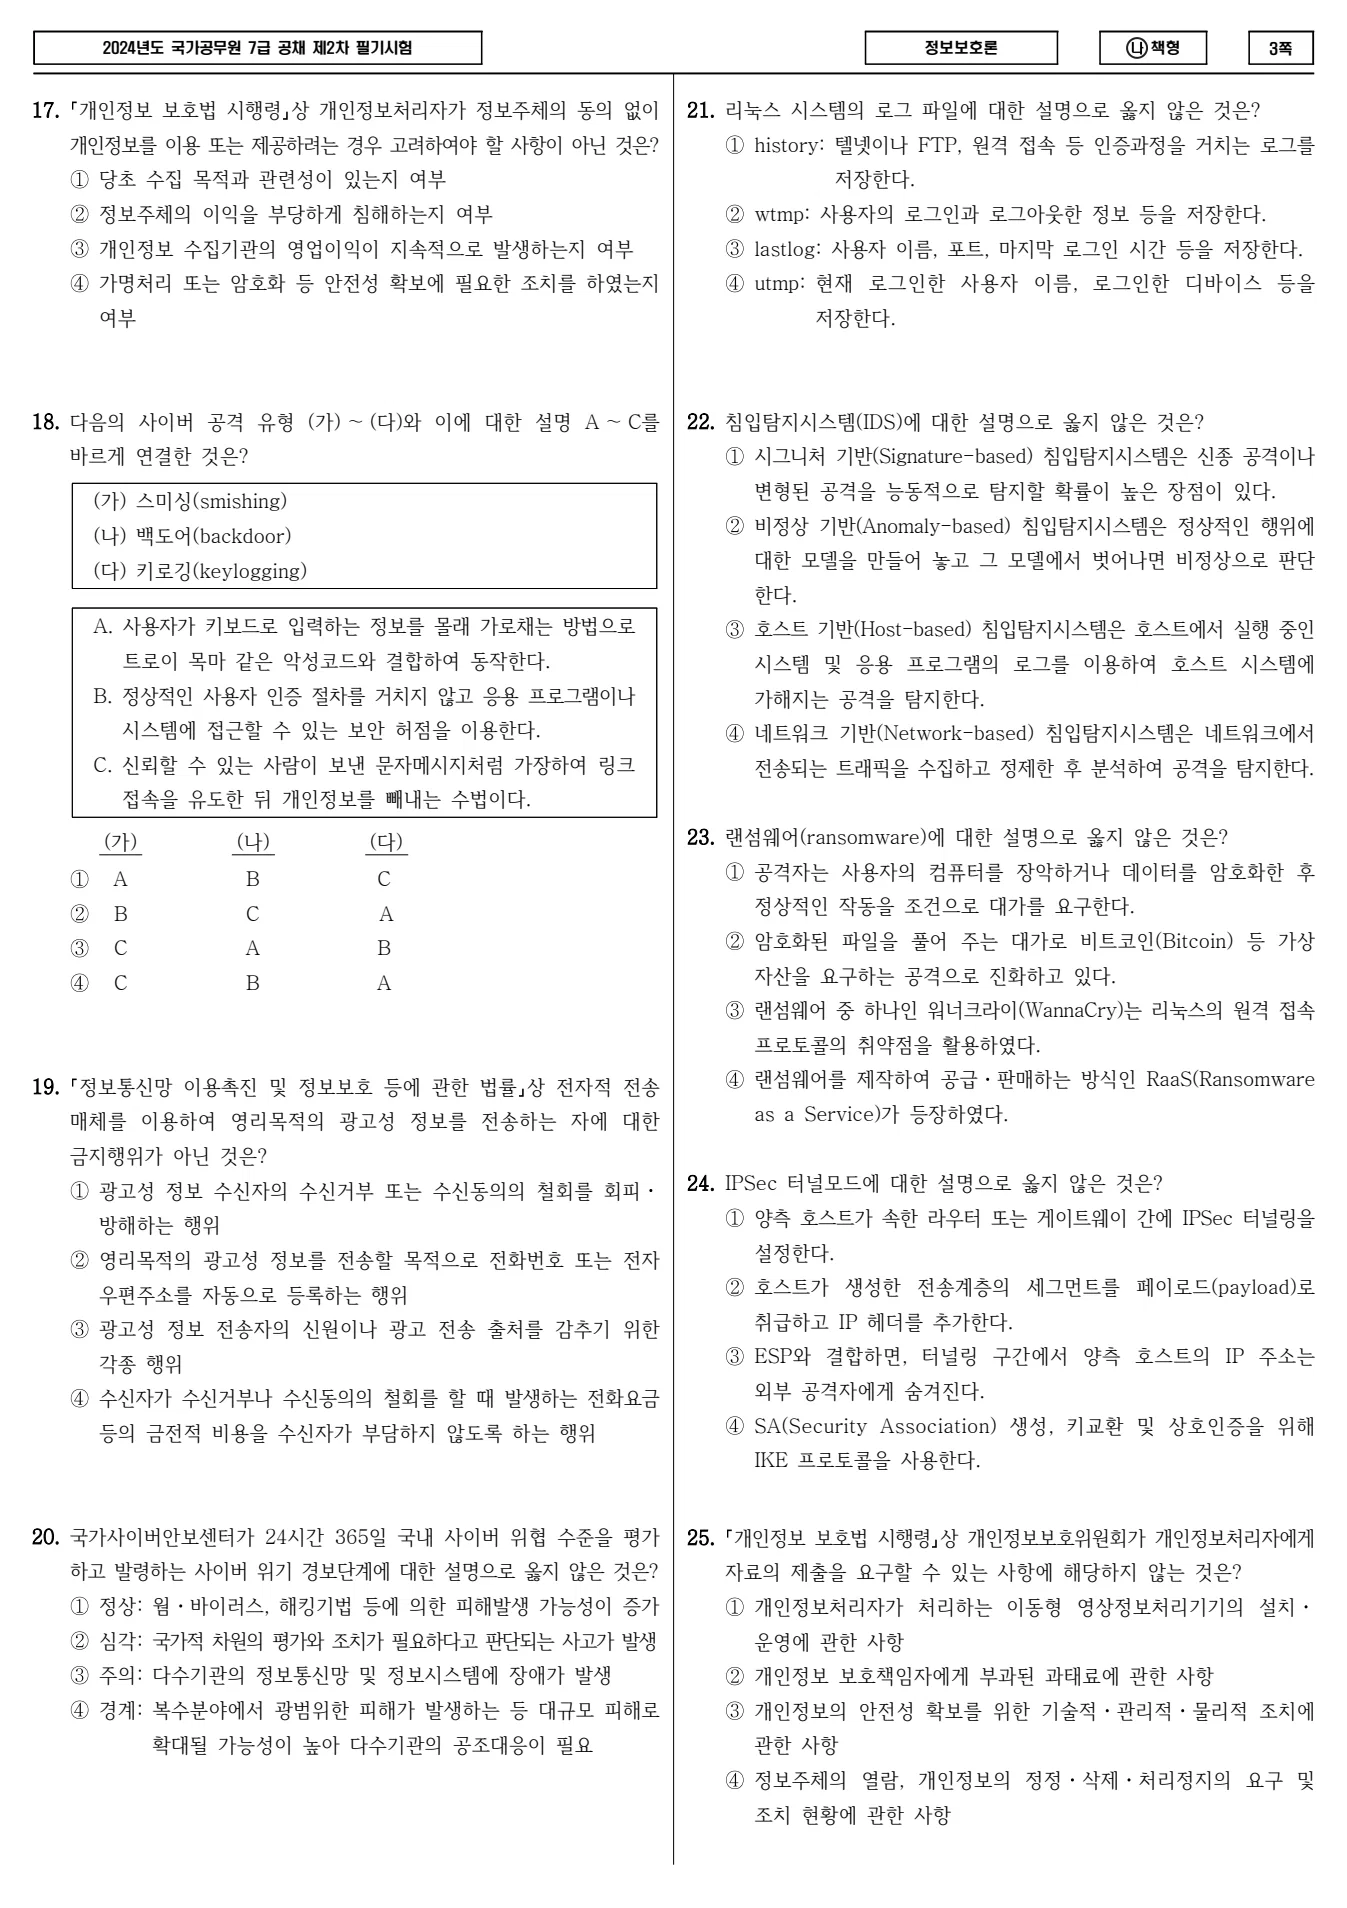 2024년도 국가공무원 7급 공채 제2차 필기시험
정보보호론
㉯책형
3쪽
17. 「개인정보 보호법 시행령」상 개인정보처리자가 정보주체의 동의 없이
개인정보를 이용 또는 제공하려는 경우 고려하여야 할 사항이 아닌 것은?
① 당초 수집 목적과 관련성이 있는지 여부
② 정보주체의 이익을 부당하게 침해하는지 여부
③ 개인정보 수집기관의 영업이익이 지속적으로 발생하는지 여부
④ 가명처리 또는 암호화 등 안전성 확보에 필요한 조치를 하였는지
여부
18. 다음의 사이버 공격 유형 (가) ~ (다)와 이에 대한 설명 A ~ C를
바르게 연결한 것은?
(가) 스미싱(smishing)
(나) 백도어(backdoor)
(다) 키로깅(keylogging)
A. 사용자가 키보드로 입력하는 정보를 몰래 가로채는 방법으로
트로이 목마 같은 악성코드와 결합하여 동작한다.
B. 정상적인 사용자 인증 절차를 거치지 않고 응용 프로그램이나
시스템에 접근할 수 있는 보안 허점을 이용한다.
C. 신뢰할 수 있는 사람이 보낸 문자메시지처럼 가장하여 링크
접속을 유도한 뒤 개인정보를 빼내는 수법이다.
(가) (나) (다)
① A B C
② B C A
③ C A B
④ C B A
19. 「정보통신망 이용촉진 및 정보보호 등에 관한 법률」상 전자적 전송
매체를 이용하여 영리목적의 광고성 정보를 전송하는 자에 대한
금지행위가 아닌 것은?
① 광고성 정보 수신자의 수신거부 또는 수신동의의 철회를 회피·
방해하는 행위
② 영리목적의 광고성 정보를 전송할 목적으로 전화번호 또는 전자
우편주소를 자동으로 등록하는 행위
③ 광고성 정보 전송자의 신원이나 광고 전송 출처를 감추기 위한
각종 행위
④ 수신자가 수신거부나 수신동의의 철회를 할 때 발생하는 전화요금
등의 금전적 비용을 수신자가 부담하지 않도록 하는 행위
20. 국가사이버안보센터가 24시간 365일 국내 사이버 위협 수준을 평가
하고 발령하는 사이버 위기 경보단계에 대한 설명으로 옳지 않은 것은?
① 정상: 웜·바이러스, 해킹기법 등에 의한 피해발생 가능성이 증가
② 심각: 국가적 차원의 평가와 조치가 필요하다고 판단되는 사고가 발생
③ 주의: 다수기관의 정보통신망 및 정보시스템에 장애가 발생
④ 경계: 복수분야에서 광범위한 피해가 발생하는 등 대규모 피해로
확대될 가능성이 높아 다수기관의 공조대응이 필요
21. 리눅스 시스템의 로그 파일에 대한 설명으로 옳지 않은 것은?
① history: 텔넷이나 FTP, 원격 접속 등 인증과정을 거치는 로그를
저장한다.
② wtmp: 사용자의 로그인과 로그아웃한 정보 등을 저장한다.
③ lastlog: 사용자 이름, 포트, 마지막 로그인 시간 등을 저장한다.
④ utmp: 현재 로그인한 사용자 이름, 로그인한 디바이스 등을
저장한다.
22. 침입탐지시스템(IDS)에 대한 설명으로 옳지 않은 것은?
① 시그니처 기반(Signature-based) 침입탐지시스템은 신종 공격이나
변형된 공격을 능동적으로 탐지할 확률이 높은 장점이 있다.
② 비정상 기반(Anomaly-based) 침입탐지시스템은 정상적인 행위에
대한 모델을 만들어 놓고 그 모델에서 벗어나면 비정상으로 판단
한다.
③ 호스트 기반(Host-based) 침입탐지시스템은 호스트에서 실행 중인
시스템 및 응용 프로그램의 로그를 이용하여 호스트 시스템에
가해지는 공격을 탐지한다.
④ 네트워크 기반(Network-based) 침입탐지시스템은 네트워크에서
전송되는 트래픽을 수집하고 정제한 후 분석하여 공격을 탐지한다.
23. 랜섬웨어(ransomware)에 대한 설명으로 옳지 않은 것은?
① 공격자는 사용자의 컴퓨터를 장악하거나 데이터를 암호화한 후
정상적인 작동을 조건으로 대가를 요구한다.
② 암호화된 파일을 풀어 주는 대가로 비트코인(Bitcoin) 등 가상
자산을 요구하는 공격으로 진화하고 있다.
③ 랜섬웨어 중 하나인 워너크라이(WannaCry)는 리눅스의 원격 접속
프로토콜의 취약점을 활용하였다.
④ 랜섬웨어를 제작하여 공급·판매하는 방식인 RaaS(Ransomware
as a Service)가 등장하였다.
24. IPSec 터널모드에 대한 설명으로 옳지 않은 것은?
① 양측 호스트가 속한 라우터 또는 게이트웨이 간에 IPSec 터널링을
설정한다.
② 호스트가 생성한 전송계층의 세그먼트를 페이로드(payload)로
취급하고 IP 헤더를 추가한다.
③ ESP와 결합하면, 터널링 구간에서 양측 호스트의 IP 주소는
외부 공격자에게 숨겨진다.
④ SA(Security Association) 생성, 키교환 및 상호인증을 위해
IKE 프로토콜을 사용한다.
25. 「개인정보 보호법 시행령」상 개인정보보호위원회가 개인정보처리자에게
자료의 제출을 요구할 수 있는 사항에 해당하지 않는 것은?
① 개인정보처리자가 처리하는 이동형 영상정보처리기기의 설치·
운영에 관한 사항
② 개인정보 보호책임자에게 부과된 과태료에 관한 사항
③ 개인정보의 안전성 확보를 위한 기술적·관리적·물리적 조치에
관한 사항
④ 정보주체의 열람, 개인정보의 정정·삭제·처리정지의 요구 및
조치 현황에 관한 사항